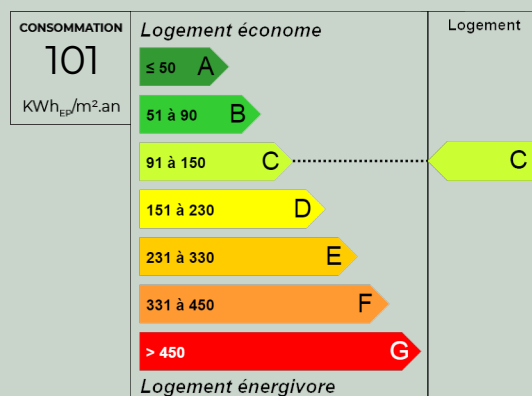 CONSOMMATION
101
KWhEP/m².an
Logement économe
≤ 50 A
51 à 90 B
91 à 150 C
151 à 230 D
231 à 330 E
331 à 450 F
> 450 G
Logement énergivore
Logement
C